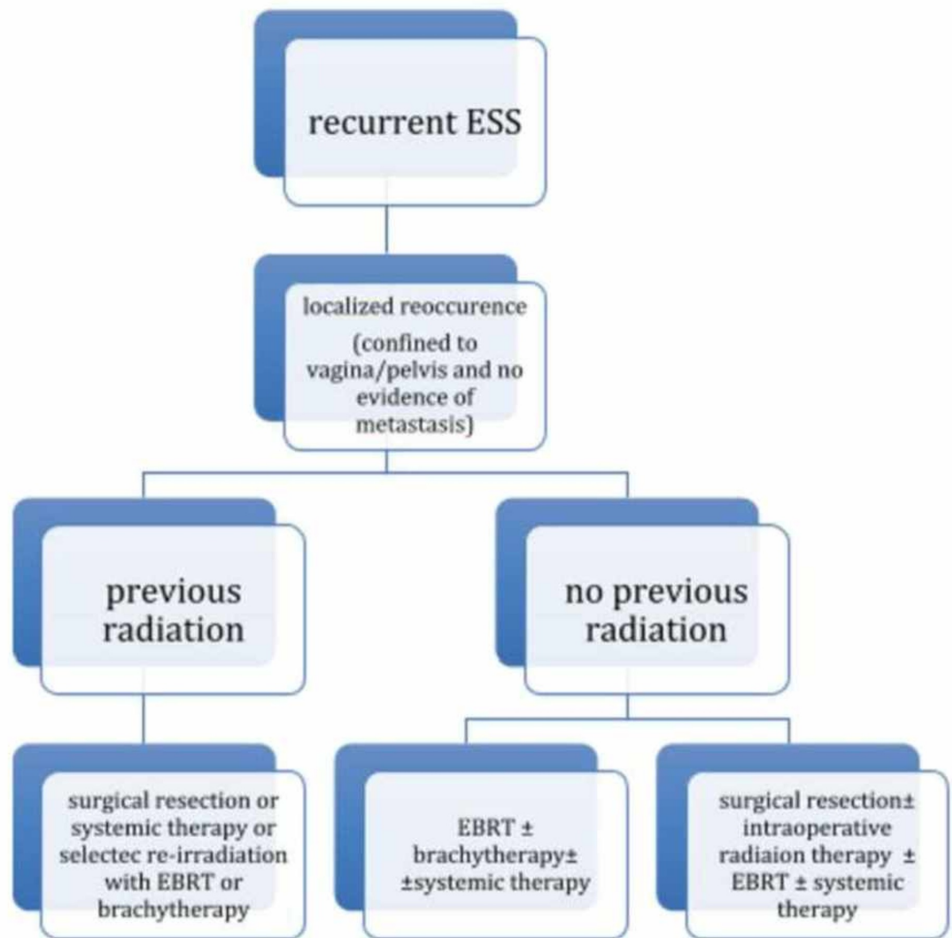 recurrent ESS
localized reoccurence
(confined to
vagina/pelvis and no
evidence of
metastasis)
previous
radiation
no previous
radiation
surgical resection or
systemic therapy or
selectec re-irradiation
with EBRT or
brachytherapy
EBRT ±
brachytherapy±
±systemic therapy
surgical resection±
intraoperative
radiaion therapy ±
EBRT ± systemic
therapy